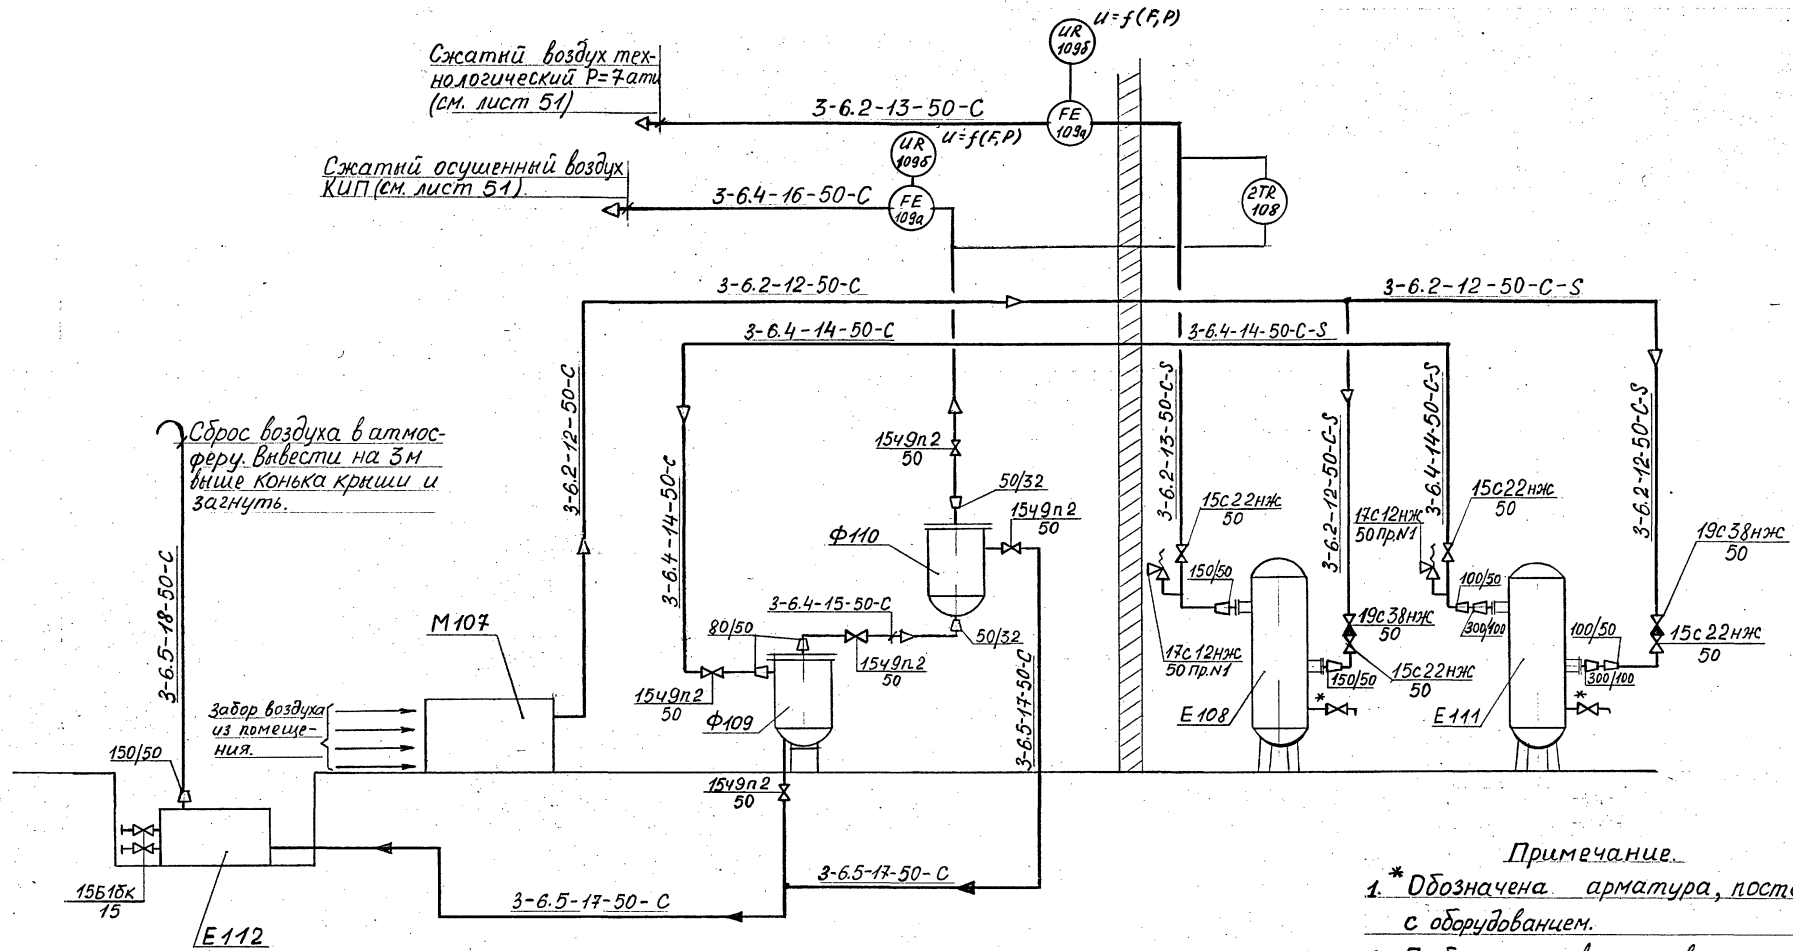 UR
109б
U=f(F,P)
Сжатый воздух тех-
нологический Р=7ати
(см. лист 51)
3-6.2-13-50-С
FE
109а
UR
109б
U=f(F,P)
Сжатый осушенный воздух
КИП (см. лист 51).
3-6.4-16-50-С
FE
109а
2TR
108
3-6.2-12-50-С
3-6.2-12-50-С-S
3-6.4-14-50-С
3-6.4-14-50-С-S
3-6.2-12-50-С
3-6.2-13-50-С-S
3-6.2-12-50-С-S
3-6.4-14-50-С-S
3-6.2-12-50-С-S
Сброс воздуха в атмос-
феру. Вывести на 3м
выше конька крыши и
загнуть.
3-6.5-18-50-С
3-6.4-14-50-С
15ч9п2
50
50/32
15ч9п2
50
Ф110
15с22нж
50
17с12нж
50 Пр.N1
15с22нж
50
19с38нж
50
150/50
100/50
300/100
3-6.4-15-50-С
80/50
50/32
15ч9п2
50
М107
15ч9п2
50
Ф109
3-6.5-17-50-С
17с12нж
50 Пр.N1
19с38нж
50
15с22нж
50
150/50
100/50
300/100
15с22нж
50
*
*
Е108
Е111
Забор воздуха
из помеще-
ния.
150/50
15ч9п2
50
15Б1бк
15
Е112
3-6.5-17-50-С
3-6.5-17-50-С
Примечание.
1. * Обозначена арматура, пост
с оборудованием.